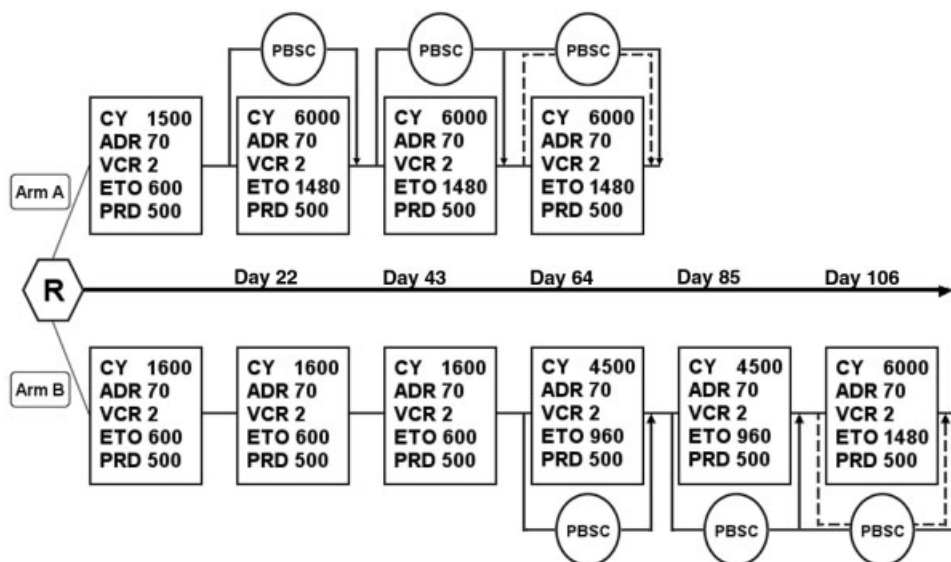 PBSC
PBSC
PBSC
CY 1500
ADR 70
VCR 2
ETO 600
PRD 500
CY 6000
ADR 70
VCR 2
ETO 1480
PRD 500
CY 6000
ADR 70
VCR 2
ETO 1480
PRD 500
CY 6000
ADR 70
VCR 2
ETO 1480
PRD 500
Arm A
R
Day 22
Day 43
Day 64
Day 85
Day 106
Arm B
CY 1600
ADR 70
VCR 2
ETO 600
PRD 500
CY 1600
ADR 70
VCR 2
ETO 600
PRD 500
CY 1600
ADR 70
VCR 2
ETO 600
PRD 500
CY 4500
ADR 70
VCR 2
ETO 960
PRD 500
CY 4500
ADR 70
VCR 2
ETO 960
PRD 500
CY 6000
ADR 70
VCR 2
ETO 1480
PRD 500
PBSC
PBSC
PBSC